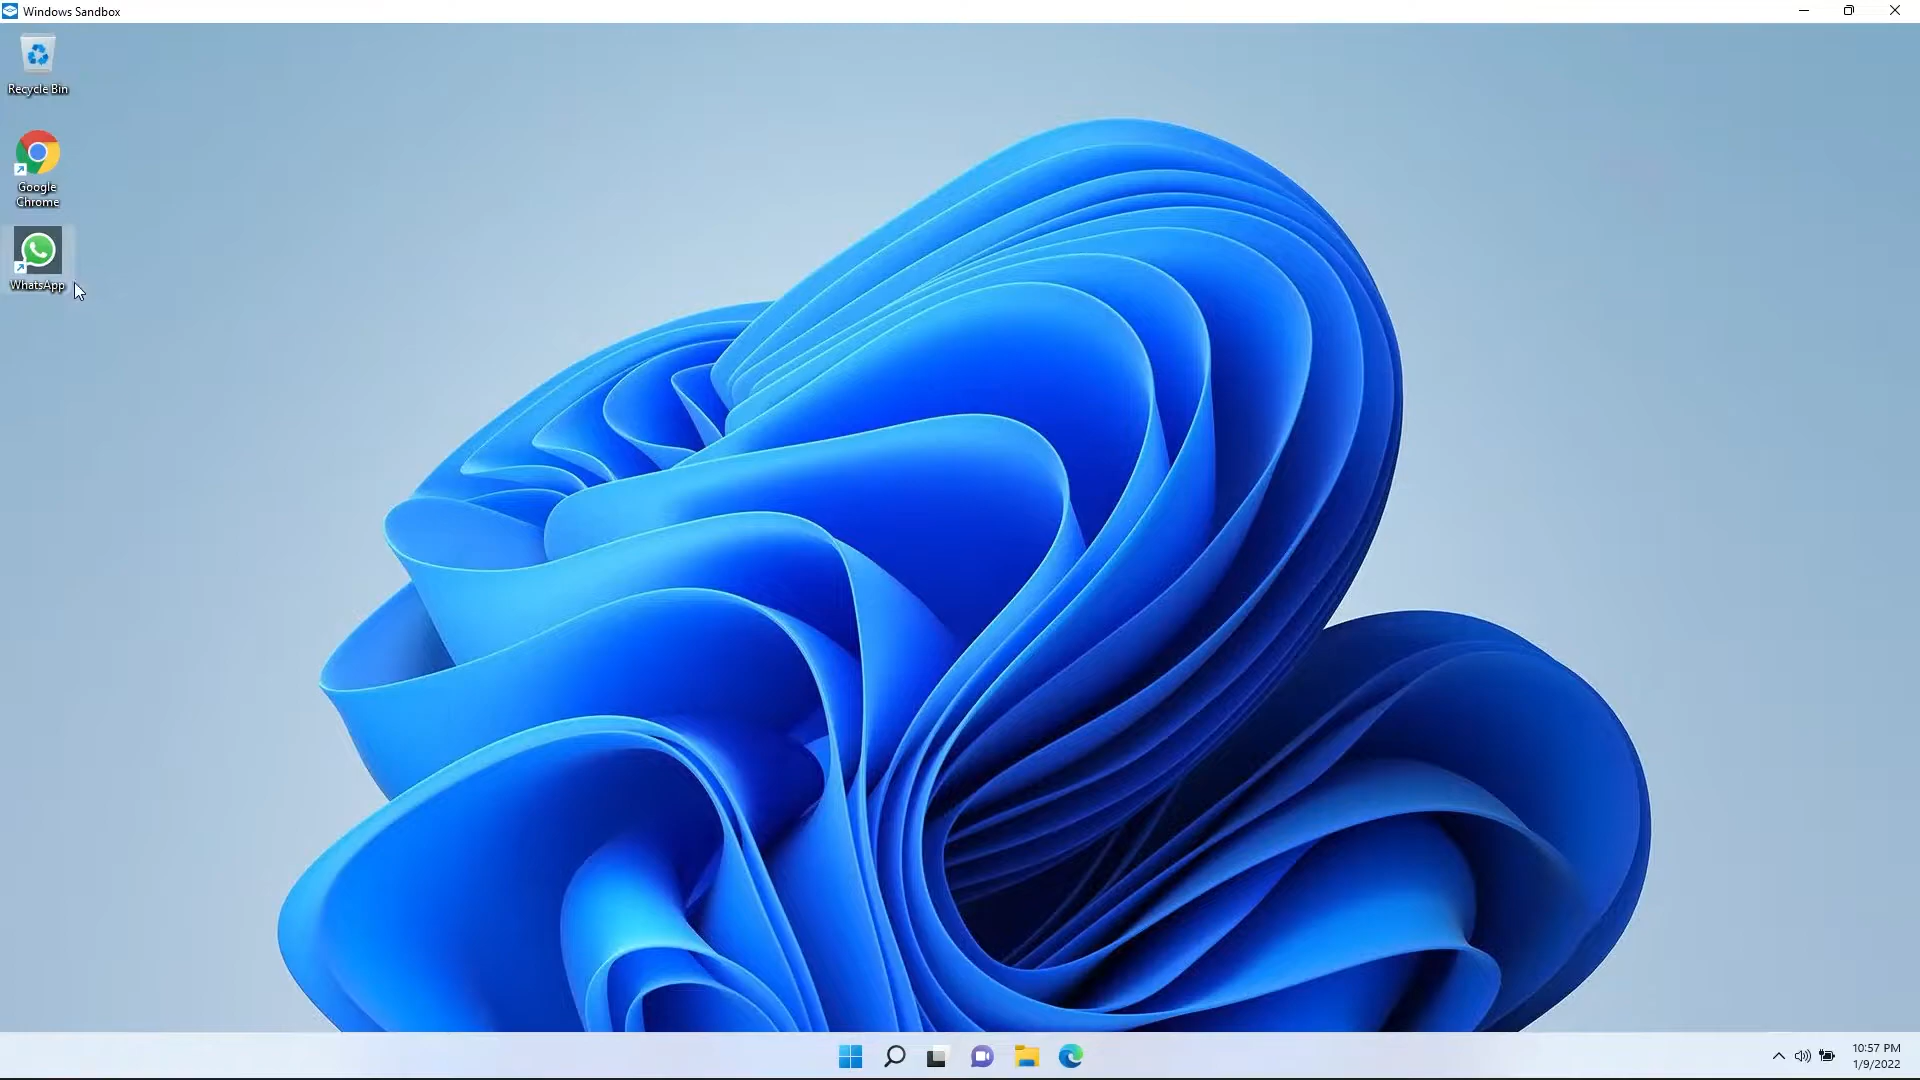 Windows Sandbox
Recycle Bin
Google
Chrome
WhatsApp
10:57 PM
1/9/2022